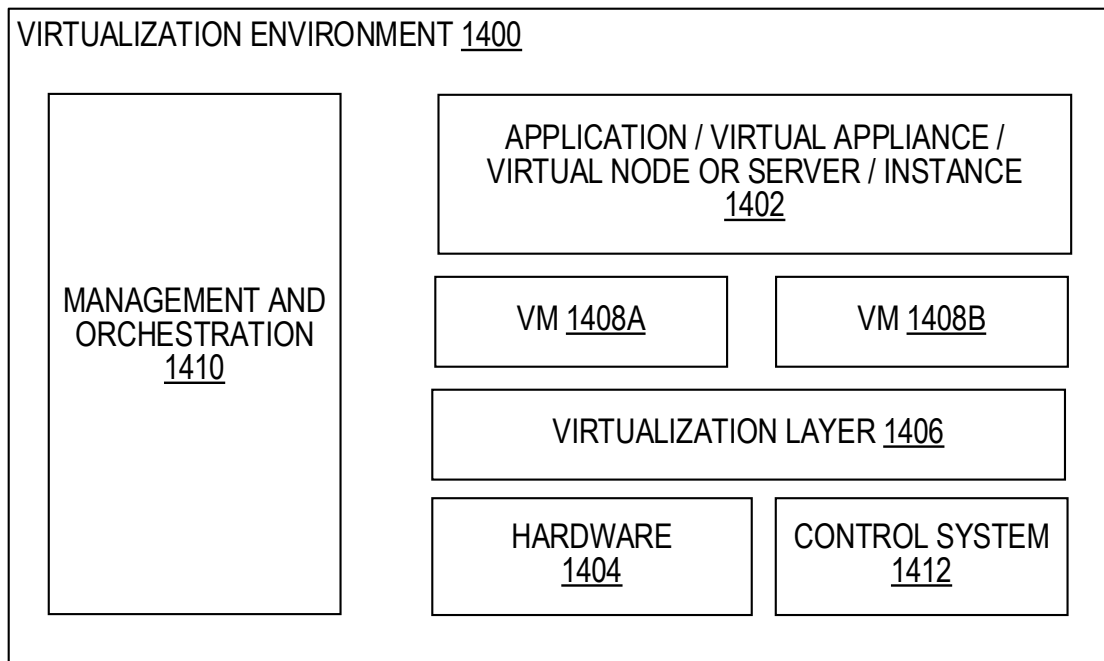 VIRTUALIZATION ENVIRONMENT 1400
APPLICATION / VIRTUAL APPLIANCE /
VIRTUAL NODE OR SERVER / INSTANCE
1402
MANAGEMENT AND
ORCHESTRATION
1410
VM 1408A
VM 1408B
VIRTUALIZATION LAYER 1406
HARDWARE
1404
CONTROL SYSTEM
1412